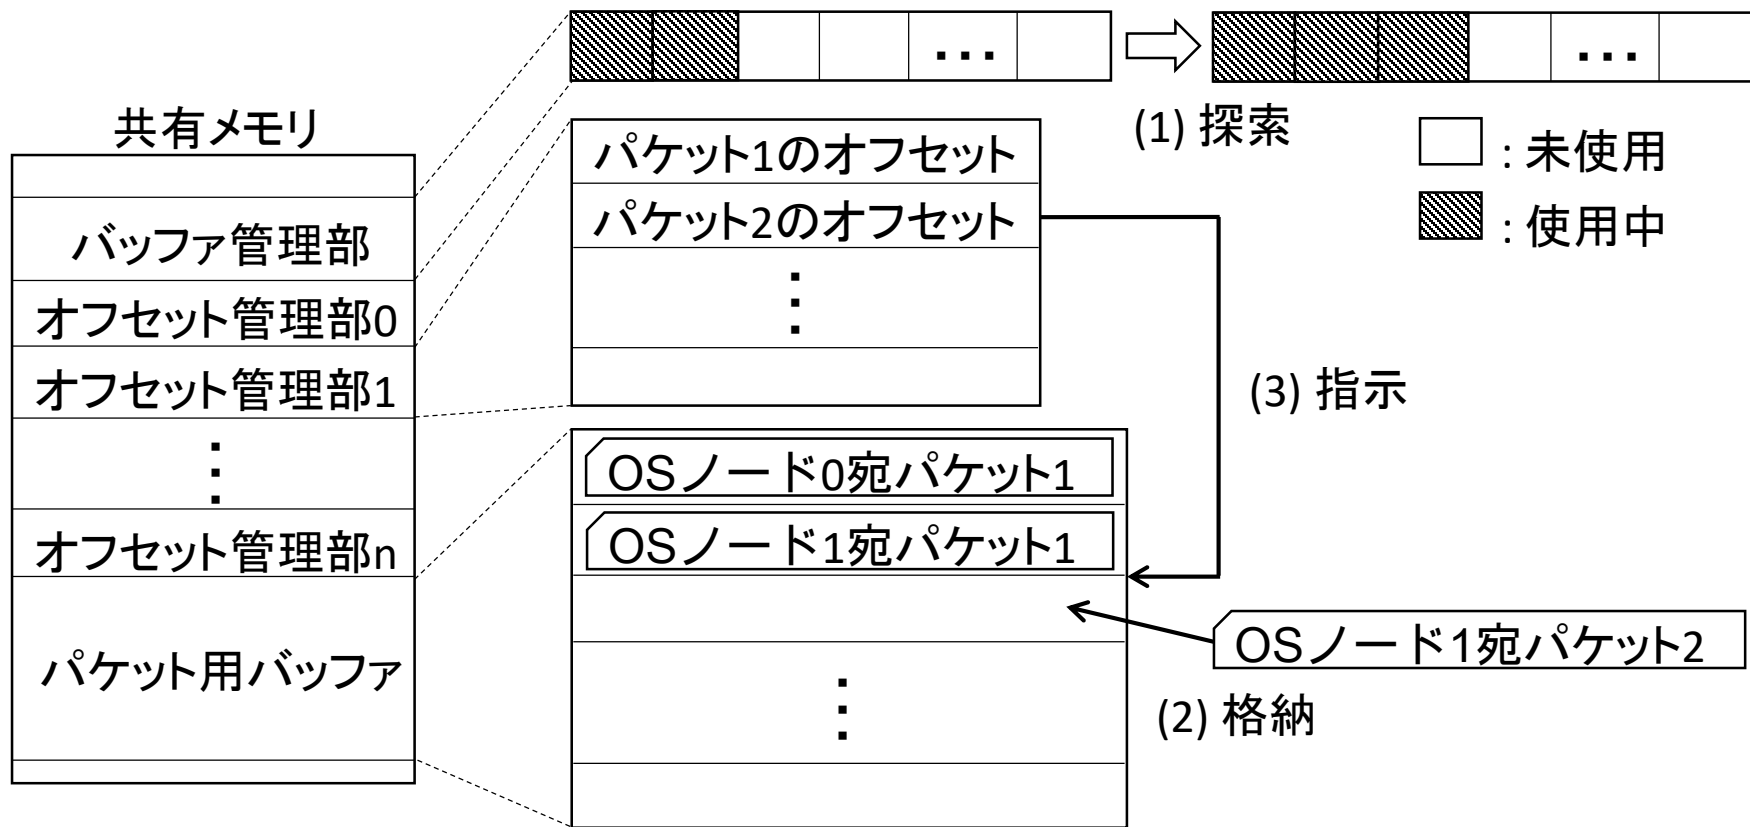 共有メモリ
バッファ管理部
オフセット管理部0
オフセット管理部1
オフセット管理部n
パケット用バッファ
...
...
(1) 探索
: 未使用
: 使用中
パケット1のオフセット
パケット2のオフセット
(3) 指示
OSノード0宛パケット1
OSノード1宛パケット1
OSノード1宛パケット2
(2) 格納